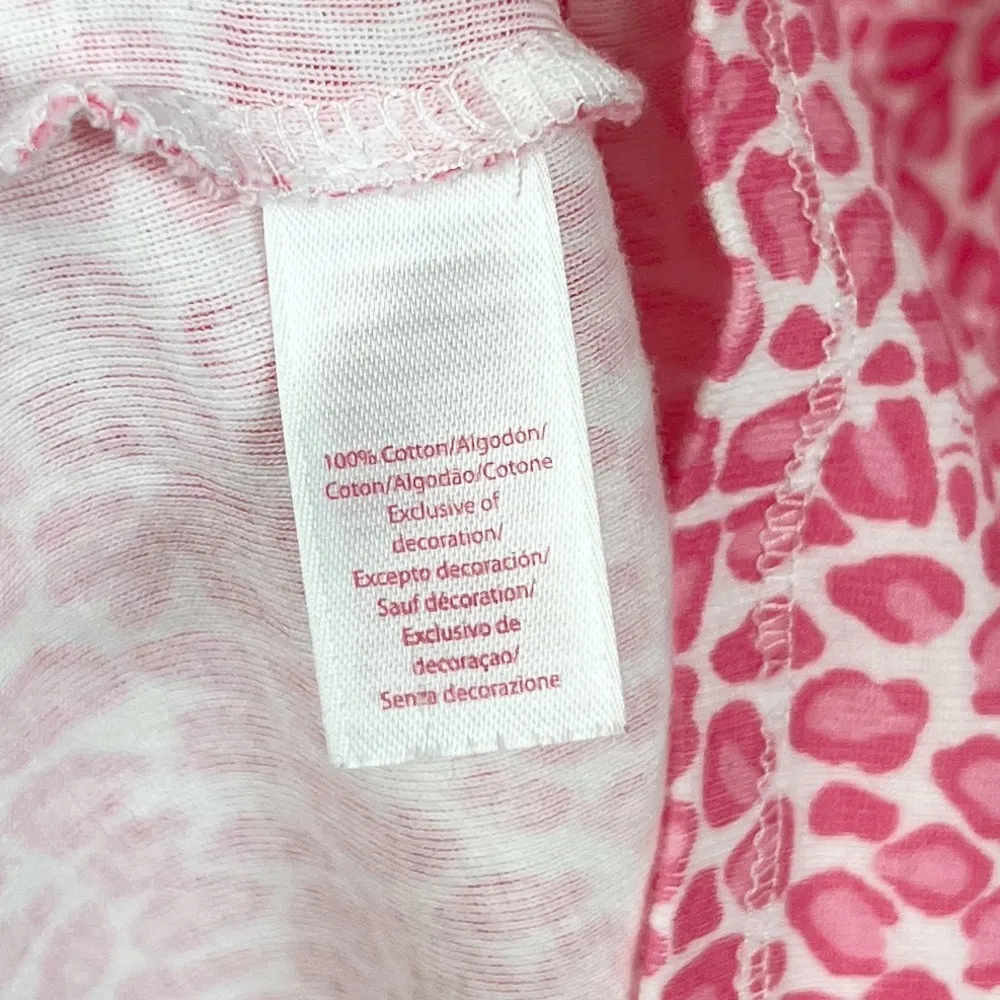 100% Cotton/Algodón/
Coton/Algodão/Cotone
Exclusive of
decoration/
Excepto decoración/
Sauf décoration/
Exclusivo de
decoraçao/
Senza decorazione